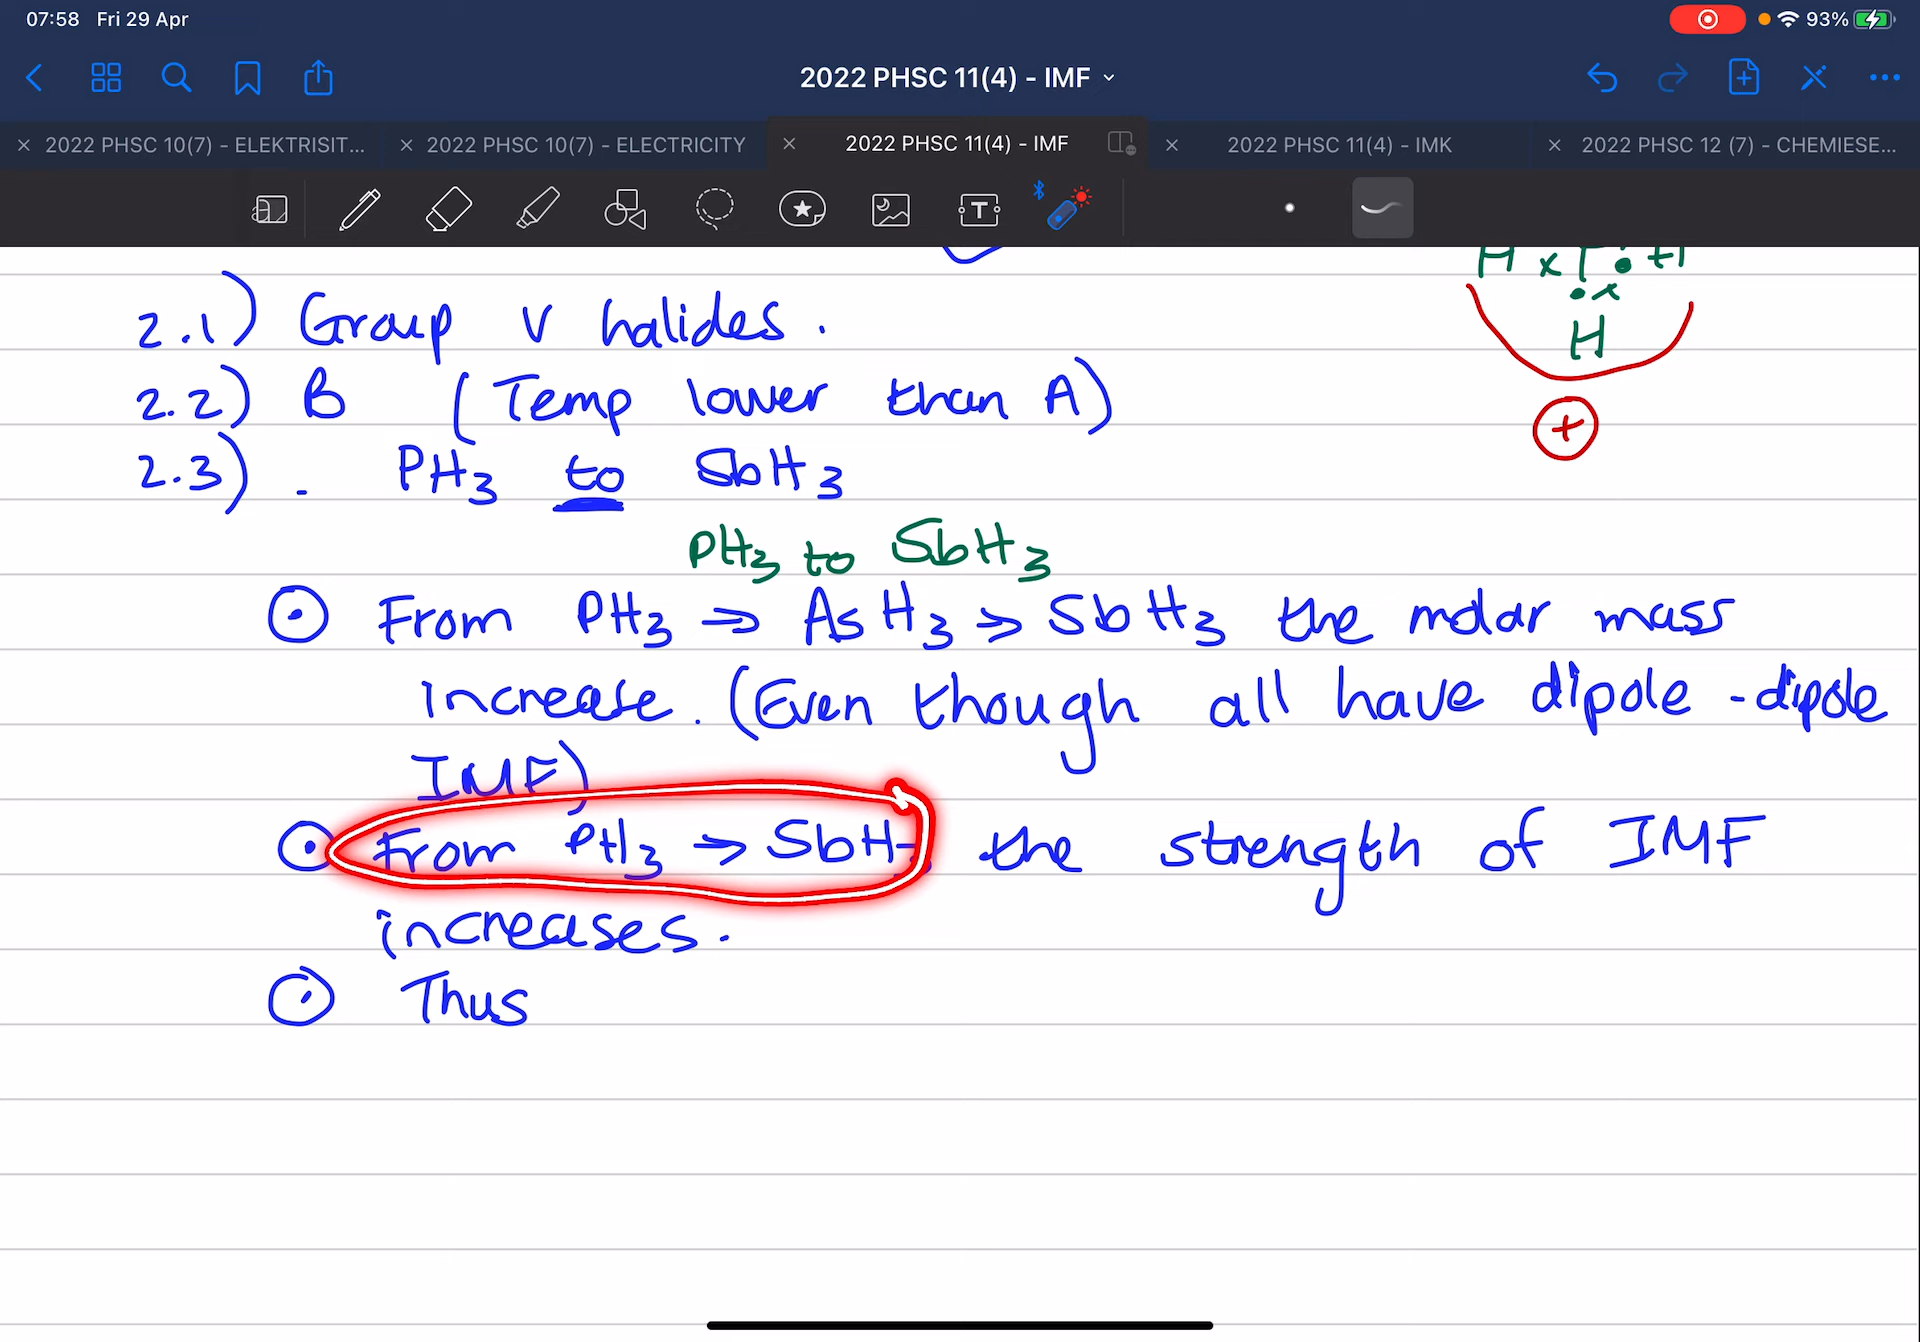 07:58 Fri 29 Apr
93%
2022 PHSC 11(4) - IMF
2022 PHSC 10(7) - ELEKTRISIT...
2022 PHSC 10(7) - ELECTRICITY
2022 PHSC 11(4) - IMF
2022 PHSC 11(4) - IMK
2022 PHSC 12 (7) - CHEMIESE...
T
H x P • H
• x
H
+
2.1) Group V halides.
2.2) B (Temp lower than A)
2.3). PH3 to SbH3
PH3 to SbH3
From PH3 → AsH3 → SbH3 the molar mass
increase. (Even though all have dipole-dipole
IMF)
From PH3 → SbH3 the strength of IMF
increases.
Thus